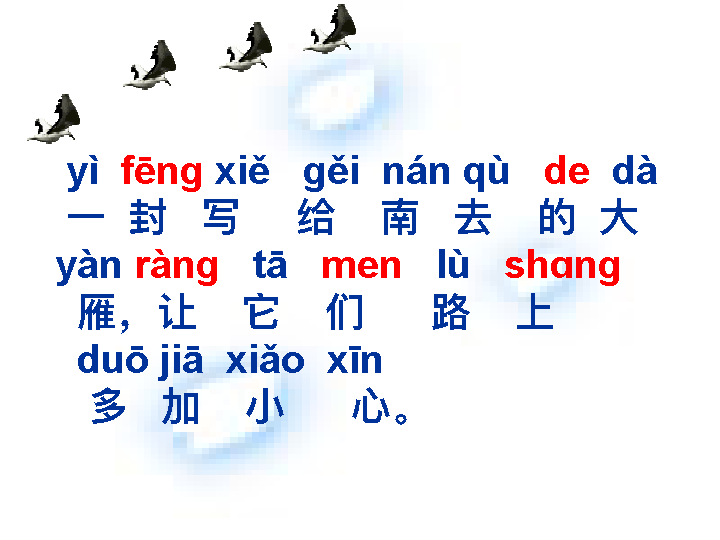 yì fēng xiě gěi nán qù de dà
一 封 写 给 南 去 的 大
yàn ràng tā men lù shɑng
雁，让 它 们 路 上
duō jiā xiǎo xīn
多 加 小 心。